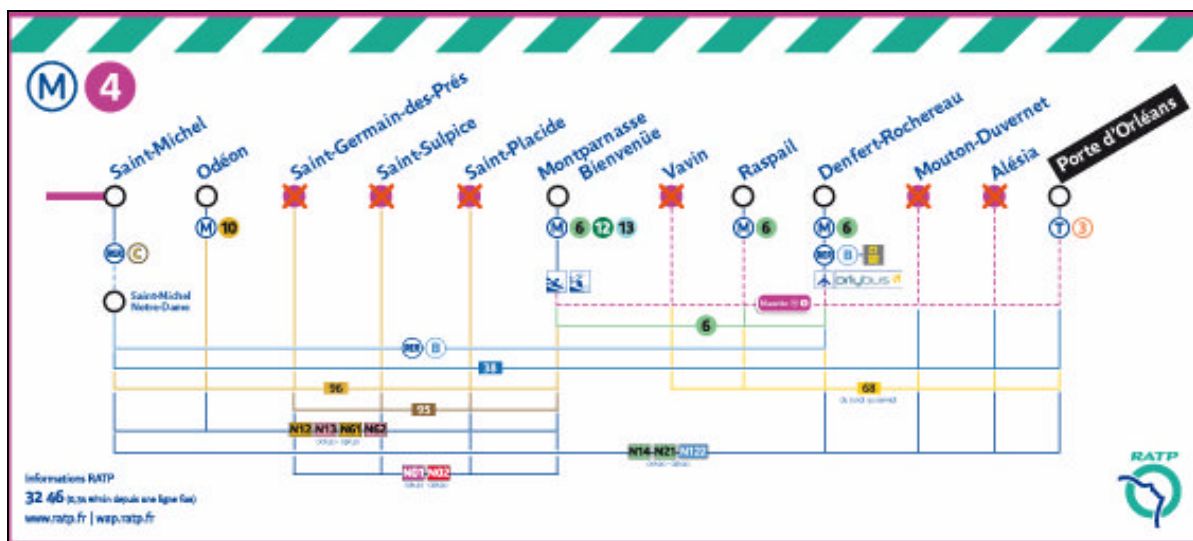 M 4
Saint-Michel
Odéon
Saint-Germain-des-Prés
Saint-Sulpice
Saint-Placide
Montparnasse
Bienvenüe
Vavin
Raspail
Denfert-Rochereau
Mouton-Duvernet
Alésia
Porte d'Orléans
M 10
M 6 12 13
M 6
M 6
T 3
RER C
RER B
orlybus
Saint-Michel
Notre-Dame
Navette
6
RER B
38
96
68
95
N12-N13-N61-N62
N14-N21-N122
N01-N02
RATP
Informations RATP
32 46
www.ratp.fr | wap.ratp.fr